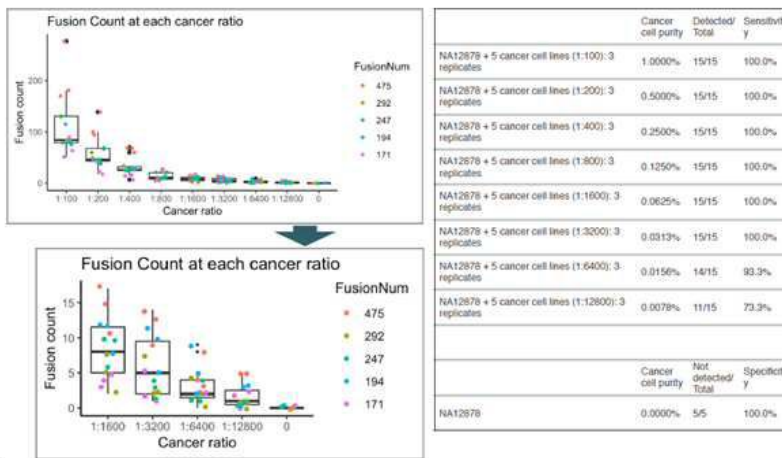 Fusion Count at each cancer ratio
Fusion count
200
100
0
1:100
1:200
1:400
1:800
1:1600
1:3200
1:6400
1:12800
0
Cancer ratio
FusionNum
475
292
247
194
171
Fusion Count at each cancer ratio
Fusion count
15
10
5
0
1:1600
1:3200
1:6400
1:12800
0
Cancer ratio
FusionNum
475
292
247
194
171
Cancer Detected/ Sensitivit
cell purity Total y
NA12878 + 5 cancer cell lines (1:100): 3
replicates
1.0000% 15/15 100.0%
NA12878 + 5 cancer cell lines (1:200): 3
replicates
0.5000% 15/15 100.0%
NA12878 + 5 cancer cell lines (1:400): 3
replicates
0.2500% 15/15 100.0%
NA12878 + 5 cancer cell lines (1:800): 3
replicates
0.1250% 15/15 100.0%
NA12878 + 5 cancer cell lines (1:1600): 3
replicates
0.0625% 15/15 100.0%
NA12878 + 5 cancer cell lines (1:3200): 3
replicates
0.0313% 15/15 100.0%
NA12878 + 5 cancer cell lines (1:6400): 3
replicates
0.0156% 14/15 93.3%
NA12878 + 5 cancer cell lines (1:12800): 3
replicates
0.0078% 11/15 73.3%
Cancer Not Specificit
cell purity detected/ y
Total
NA12878 0.0000% 5/5 100.0%